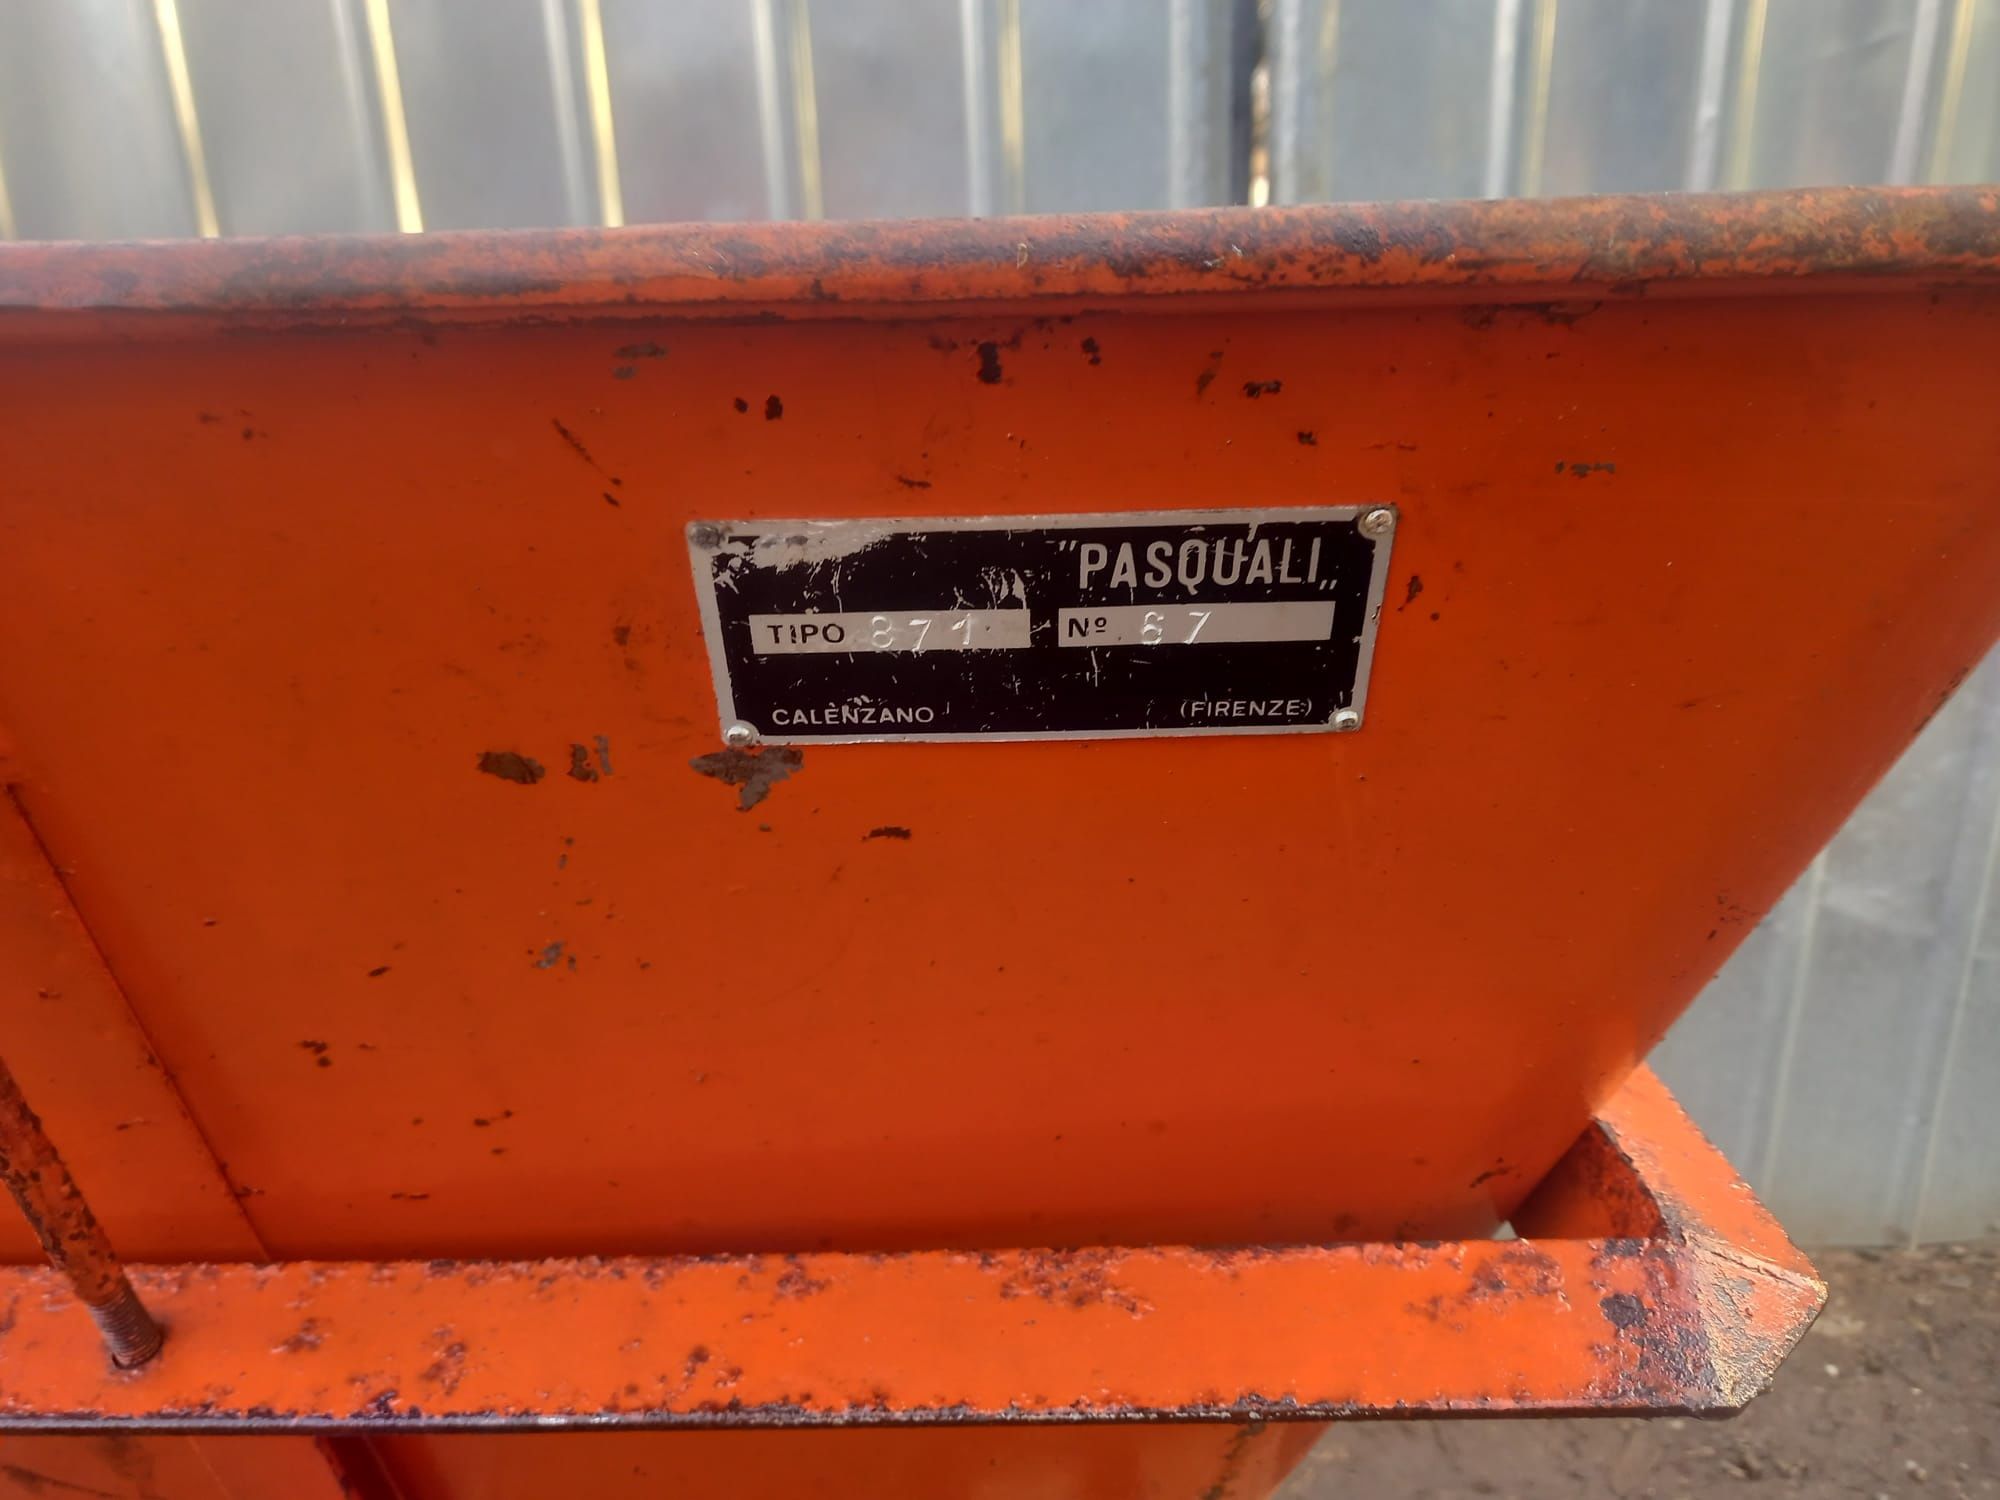 "PASQUALI„
TIPO 871 Nº 67
CALENZANO (FIRENZE)